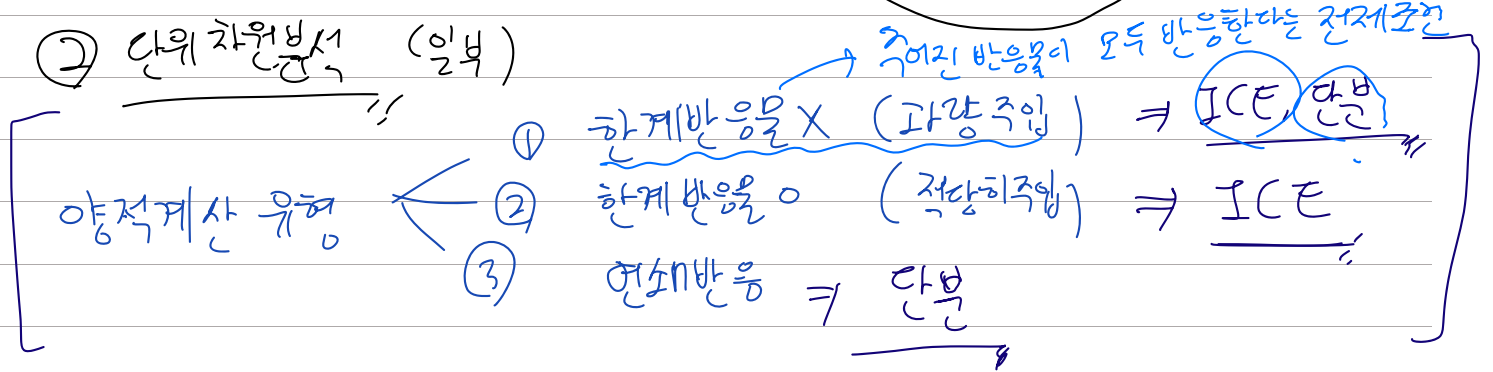 ② 단위차원분석 (일부)
→ 주어진 반응물이 모두 반응한다는 전제조건
① 한계반응물 X (과량주입) ⇒ ICE, 단분
양적계산 유형 ② 한계반응물 O (적당히주입) ⇒ ICE
③ 연쇄반응 ⇒ 단분